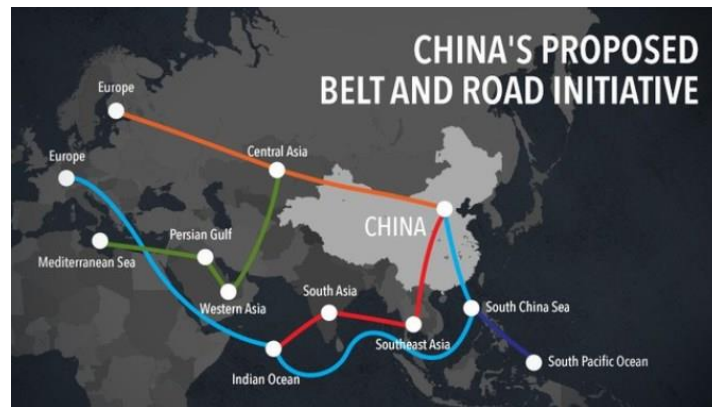 CHINA'S PROPOSED
BELT AND ROAD INITIATIVE
Europe
Europe
Central Asia
CHINA
Persian Gulf
Mediterranean Sea
Western Asia
South Asia
South China Sea
Southeast Asia
Indian Ocean
South Pacific Ocean